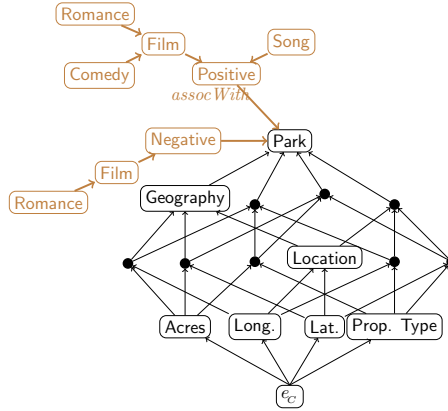 Romance
Film
Song
Comedy
Positive
assocWith
Negative
Park
Film
Romance
Geography
Location
Acres
Long.
Lat.
Prop. Type
e_C